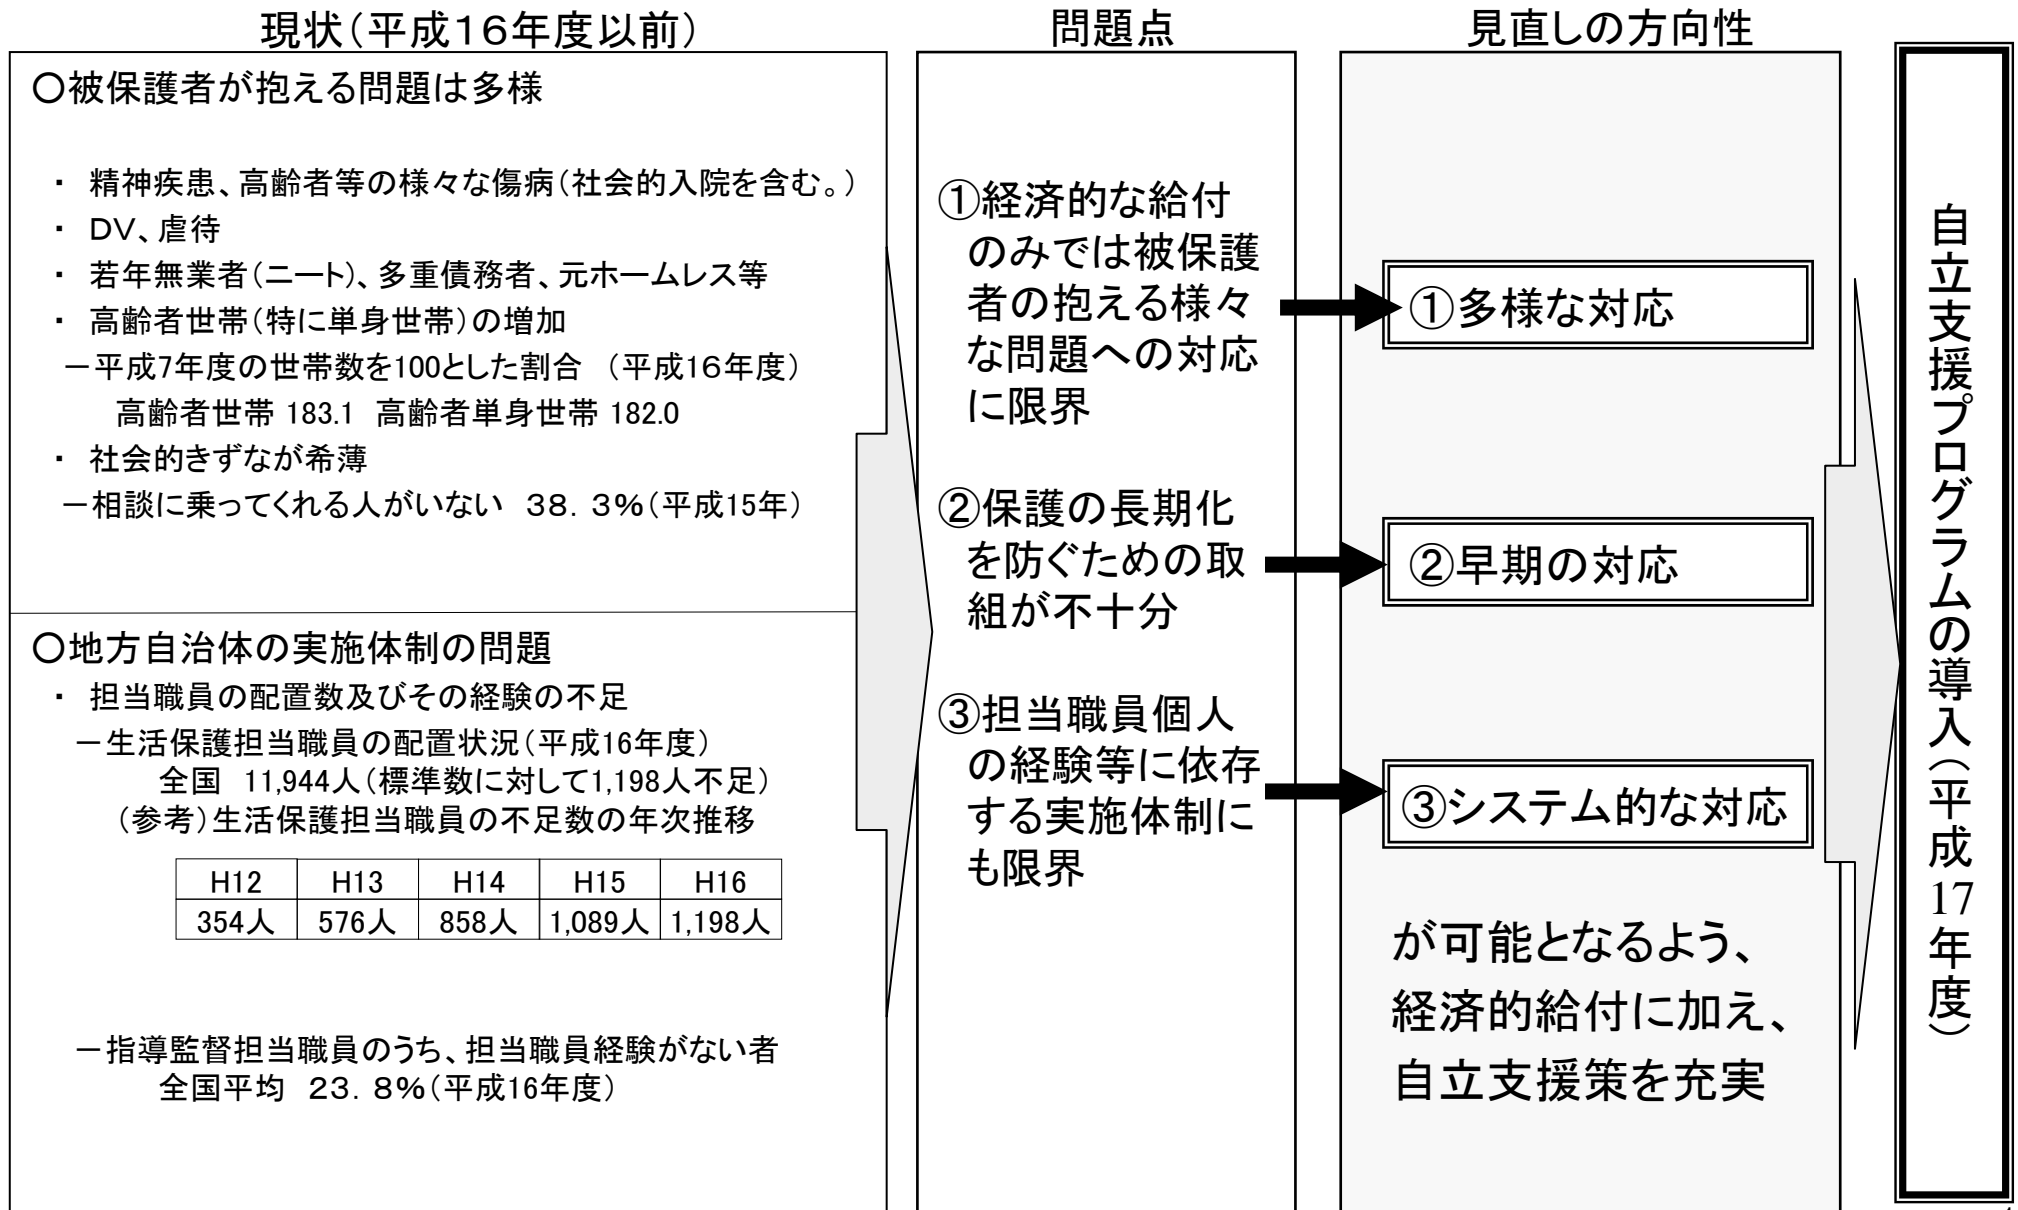 現状（平成１６年度以前）
○被保護者が抱える問題は多様
・ 精神疾患、高齢者等の様々な傷病（社会的入院を含む。）
・ ＤＶ、虐待
・ 若年無業者（ニート）、多重債務者、元ホームレス等
・ 高齢者世帯（特に単身世帯）の増加
－平成7年度の世帯数を100とした割合 （平成１６年度）
高齢者世帯 183.1 高齢者単身世帯 182.0
・ 社会的きずなが希薄
－相談に乗ってくれる人がいない ３８．３％（平成15年）
○地方自治体の実施体制の問題
・ 担当職員の配置数及びその経験の不足
－生活保護担当職員の配置状況（平成16年度）
全国 11,944人（標準数に対して1,198人不足）
（参考）生活保護担当職員の不足数の年次推移
H12 H13 H14 H15 H16
354人 576人 858人 1,089人 1,198人
－指導監督担当職員のうち、担当職員経験がない者
全国平均 ２３．８％（平成16年度）
問題点
①経済的な給付
のみでは被保護
者の抱える様々
な問題への対応
に限界
②保護の長期化
を防ぐための取
組が不十分
③担当職員個人
の経験等に依存
する実施体制に
も限界
見直しの方向性
①多様な対応
②早期の対応
③システム的な対応
が可能となるよう、
経済的給付に加え、
自立支援策を充実
自立支援プログラムの導入（平成17年度）